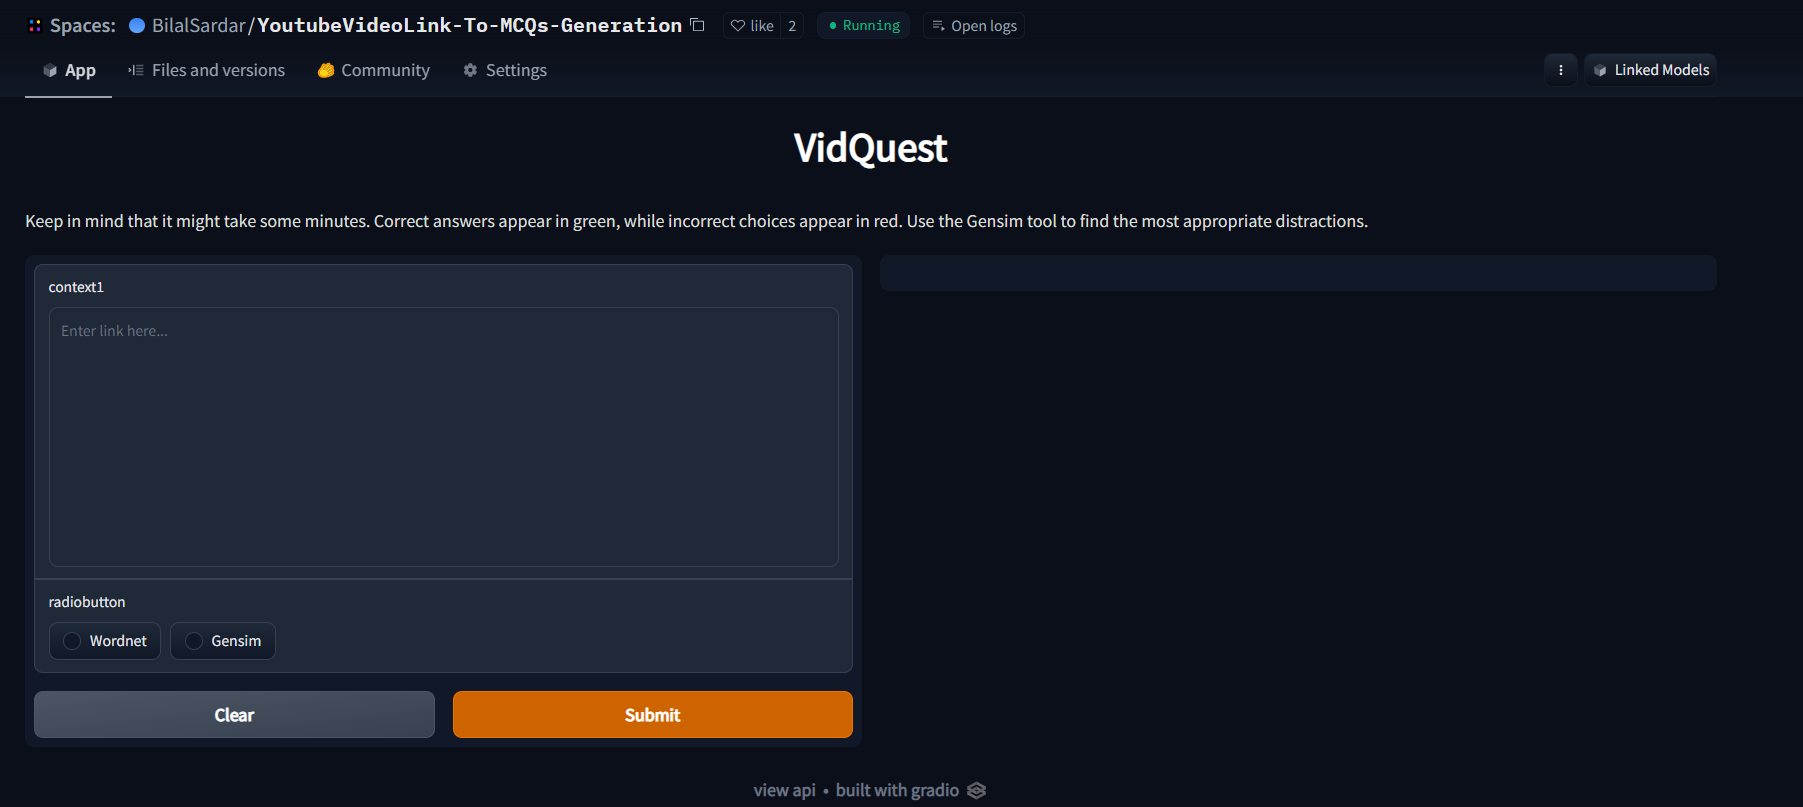 Spaces: BilalSardar/YoutubeVideoLink-To-MCQs-Generation like 2 Running Open logs
App Files and versions Community Settings Linked Models
VidQuest
Keep in mind that it might take some minutes. Correct answers appear in green, while incorrect choices appear in red. Use the Gensim tool to find the most appropriate distractions.
context1
Enter link here...
radiobutton
Wordnet Gensim
Clear Submit
view api • built with gradio